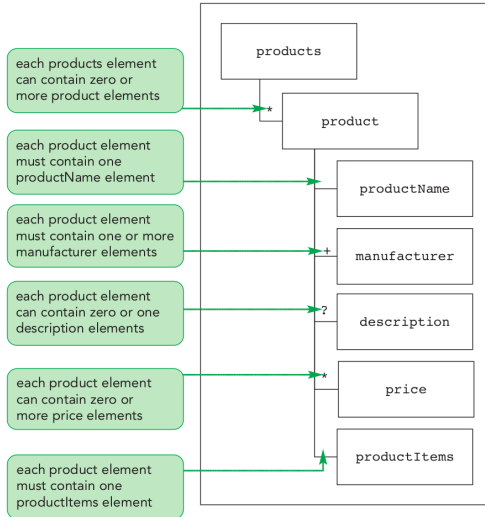 products
each products element
can contain zero or
more product elements
*
product
each product element
must contain one
productName element
productName
each product element
must contain one or more
manufacturer elements
+
manufacturer
each product element
can contain zero or one
description elements
?
description
each product element
can contain zero or
more price elements
*
price
each product element
must contain one
productItems element
productItems